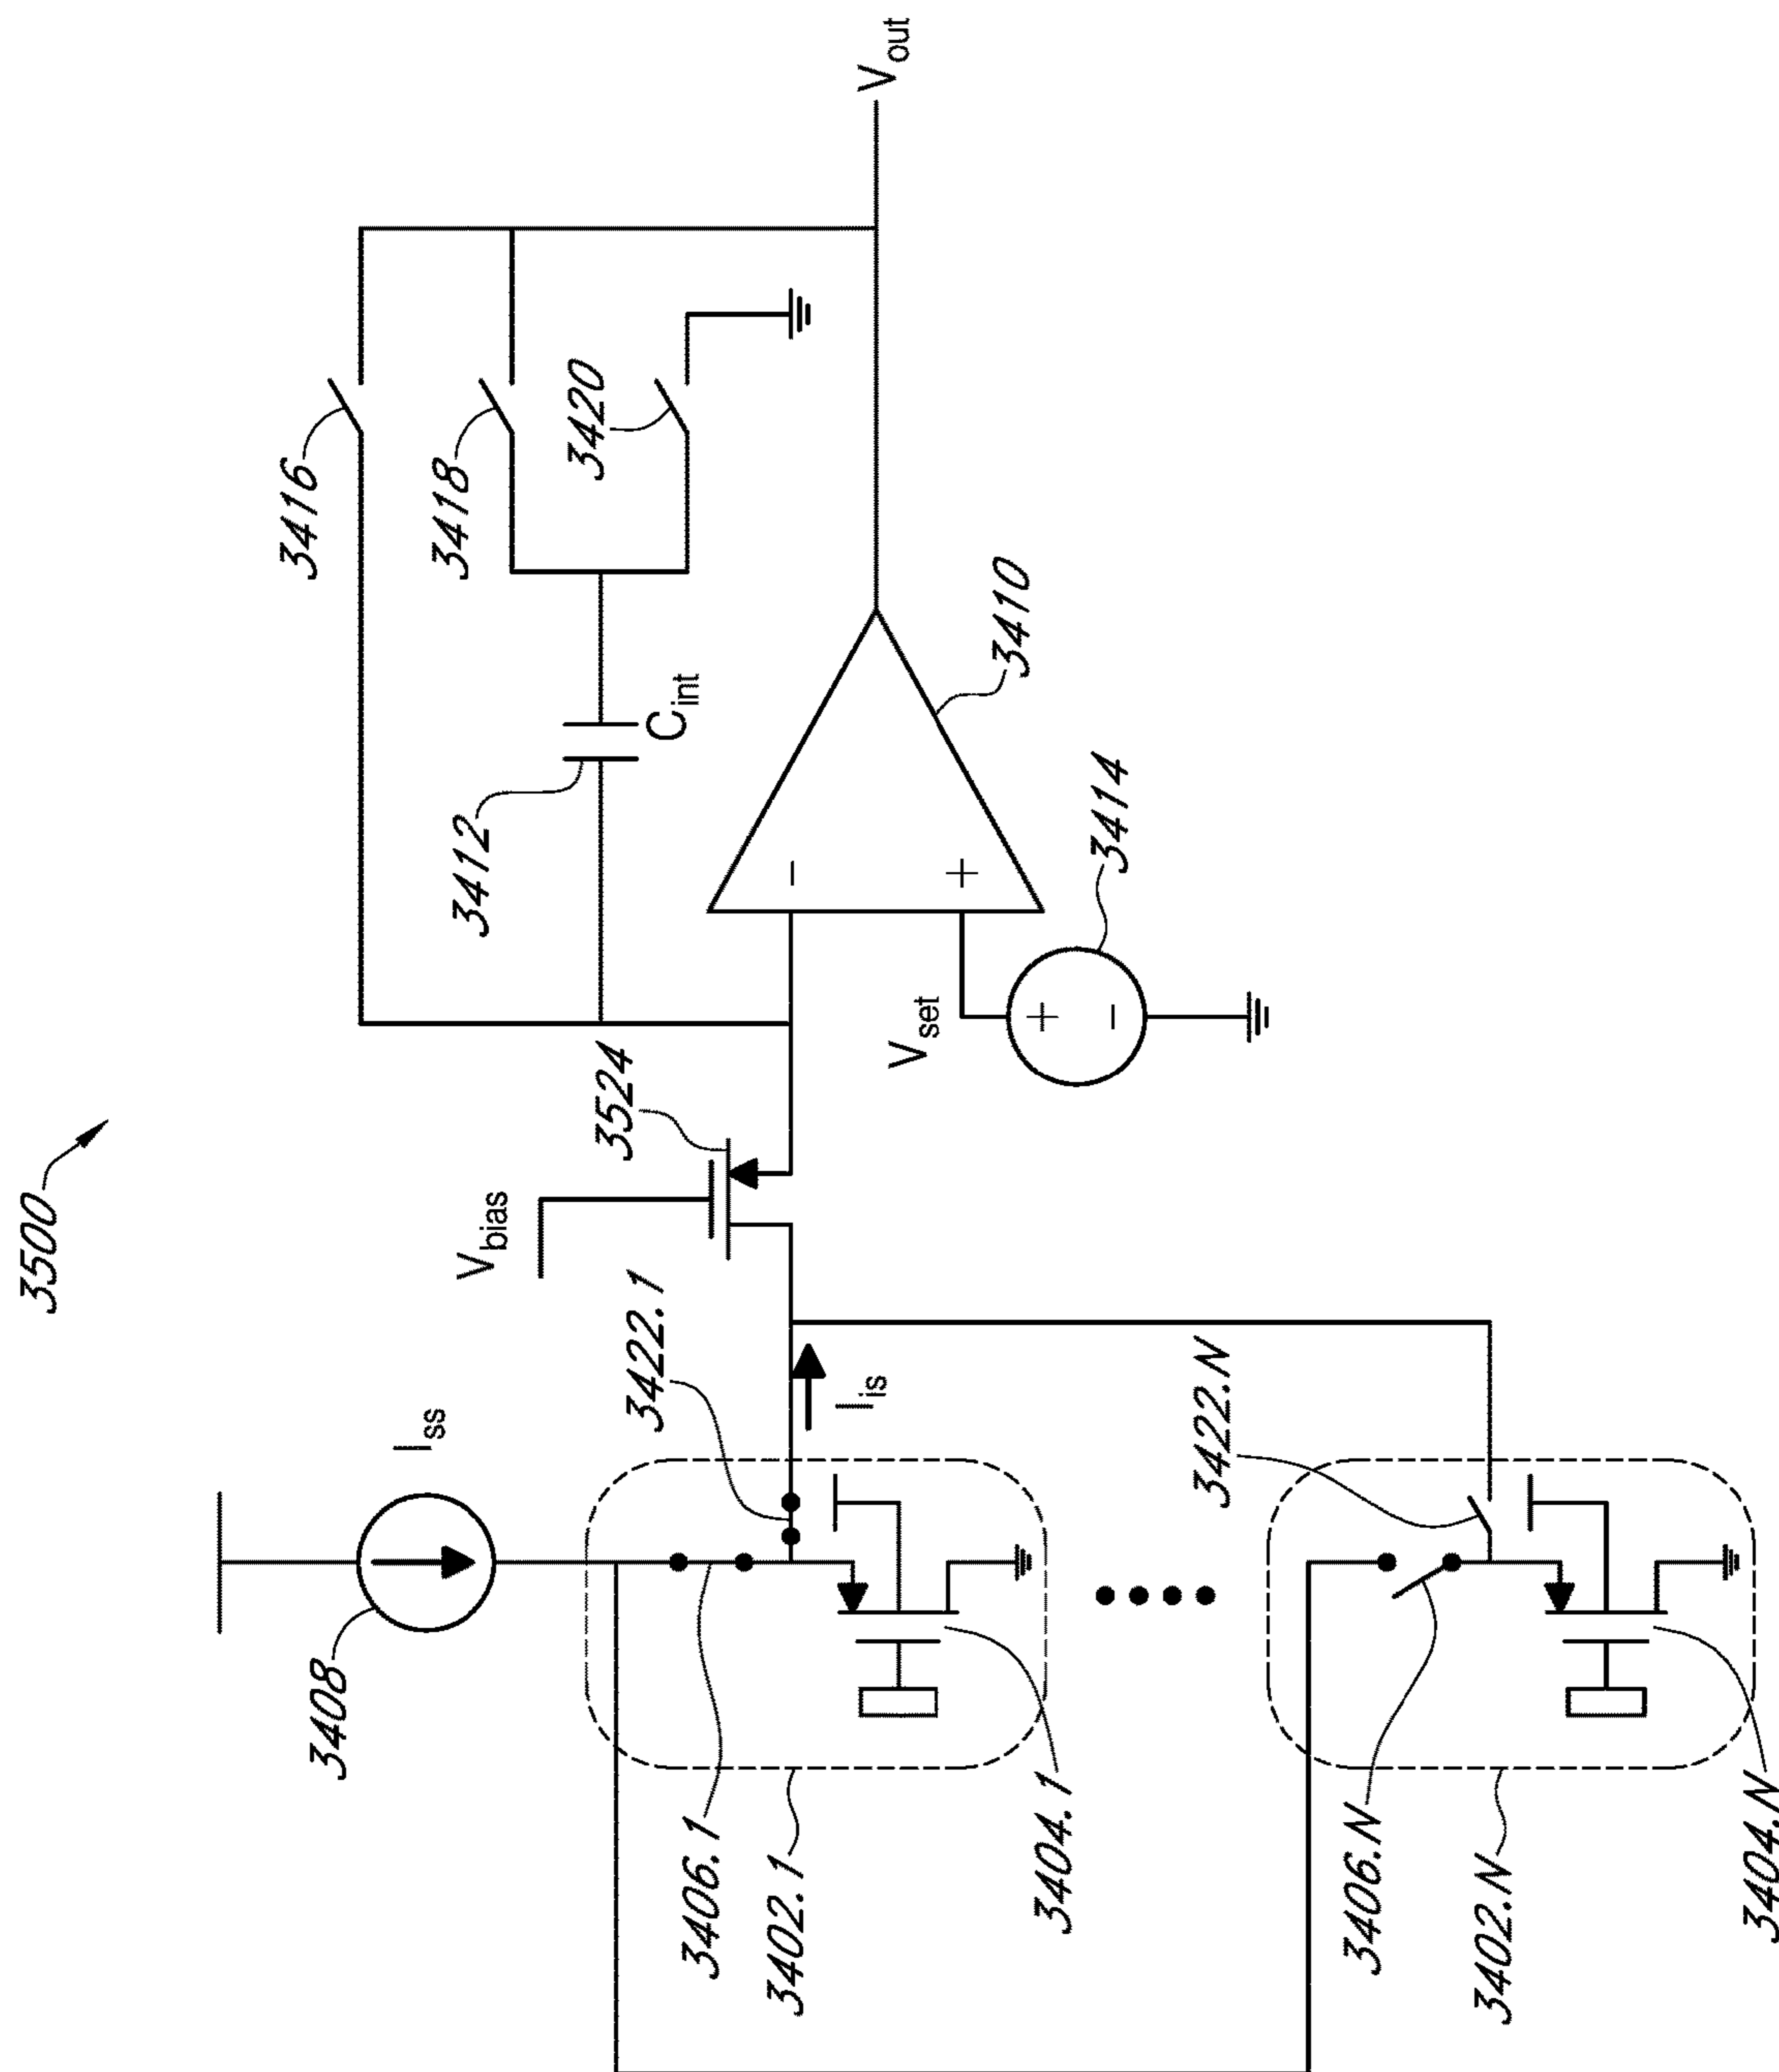 3500
V_out
3416
3418
3420
3412
C_int
3410
−
+
3414
+
−
V_set
3524
V_bias
3422.1
I_is
I_ss
3408
3422.N
3406.1
3402.1
3404.1
3406.N
3402.N
3404.N